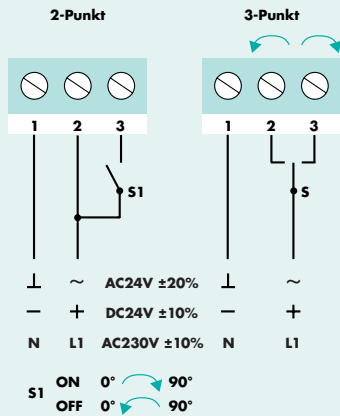 2-Punkt 3-Punkt
1 2 3 1 2 3
S1 S
⊥ ~ AC24V ±20% ⊥ ~
− + DC24V ±10% − +
N L1 AC230V ±10% N L1
S1 ON 0° 90°
OFF 0° 90°